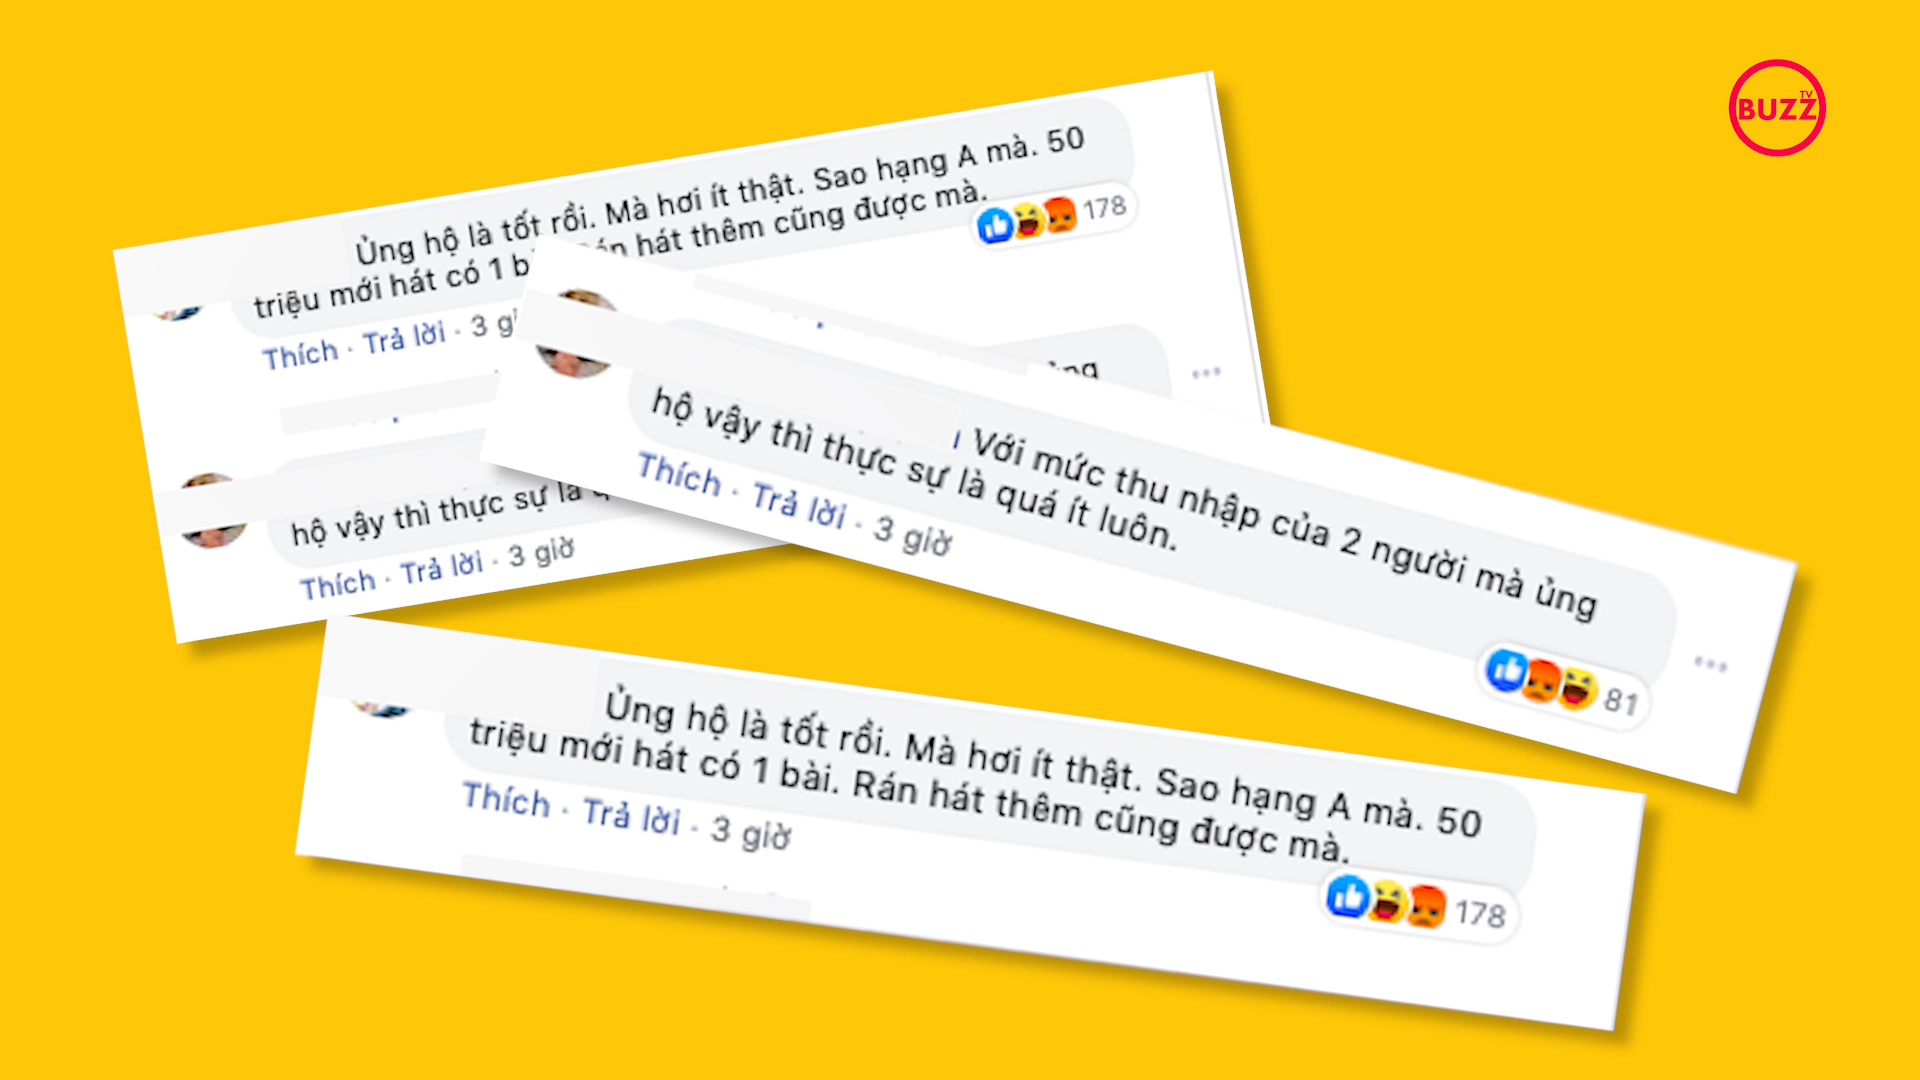 TV
BUZZ
Ủng hộ là tốt rồi. Mà hơi ít thật. Sao hạng A mà. 50
triệu mới hát có 1 hát thêm cũng được mà.
178
Thích · Trả lời · 3
hộ vậy thì thực sự là
Thích · Trả lời · 3 giờ
Với mức thu nhập của 2 người mà ủng
hộ vậy thì thực sự là quá ít luôn.
Thích · Trả lời · 3 giờ
81
Ủng hộ là tốt rồi. Mà hơi ít thật. Sao hạng A mà. 50
triệu mới hát có 1 bài. Rán hát thêm cũng được mà.
Thích · Trả lời · 3 giờ
178